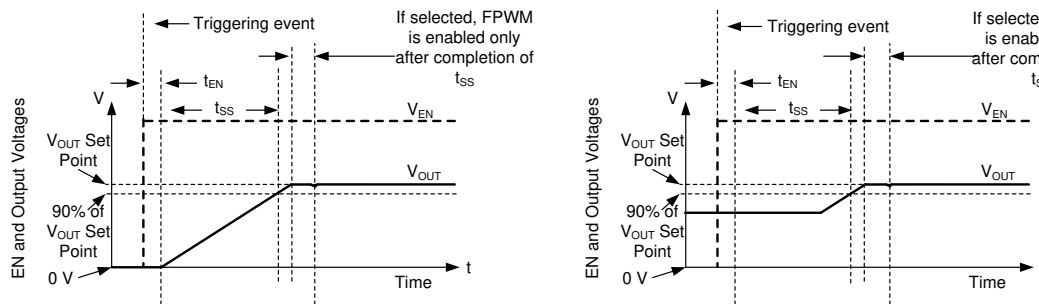 Triggering event
If selected, FPWM
is enabled only
after completion of
tSS
tEN
tSS
V
VEN
VOUT Set
Point
VOUT
90% of
VOUT Set
Point
0 V
Time
t
EN and Output Voltages
Triggering event
If selecte
is enab
after com
tEN
tSS
V
VEN
VOUT Set
Point
VOUT
90% of
VOUT Set
Point
0 V
Time
EN and Output Voltages